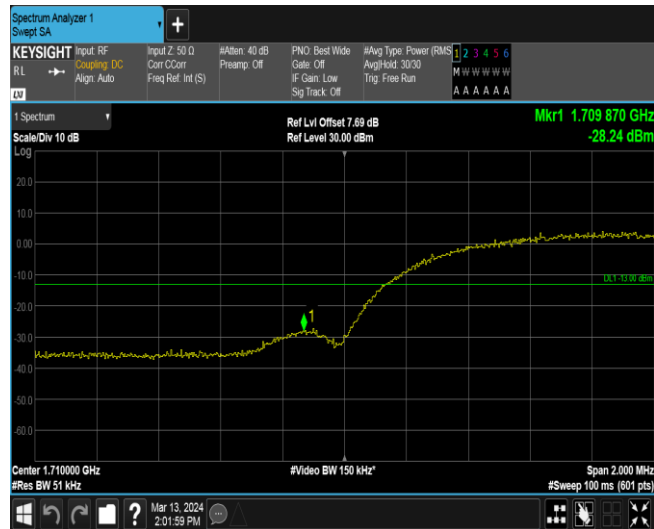 Spectrum Analyzer 1
Swept SA
+
KEYSIGHT
RL
LXI
Input: RF
Coupling: DC
Align: Auto
Input Z: 50 Ω
Corr CCorr
Freq Ref: Int (S)
#Atten: 40 dB
Preamp: Off
PNO: Best Wide
Gate: Off
IF Gain: Low
Sig Track: Off
#Avg Type: Power (RMS
Avg|Hold: 30/30
Trig: Free Run
1 2 3 4 5 6
M W W W W W
A A A A A A
1 Spectrum
Scale/Div 10 dB
Log
Ref Lvl Offset 7.69 dB
Ref Level 30.00 dBm
Mkr1 1.709 870 GHz
-28.24 dBm
20.0
10.0
0.00
-10.0
DL1 -13.00 dBm
-20.0
1
-30.0
-40.0
-50.0
-60.0
Center 1.710000 GHz
#Res BW 51 kHz
#Video BW 150 kHz*
Span 2.000 MHz
#Sweep 100 ms (601 pts)
?
Mar 13, 2024
2:01:59 PM